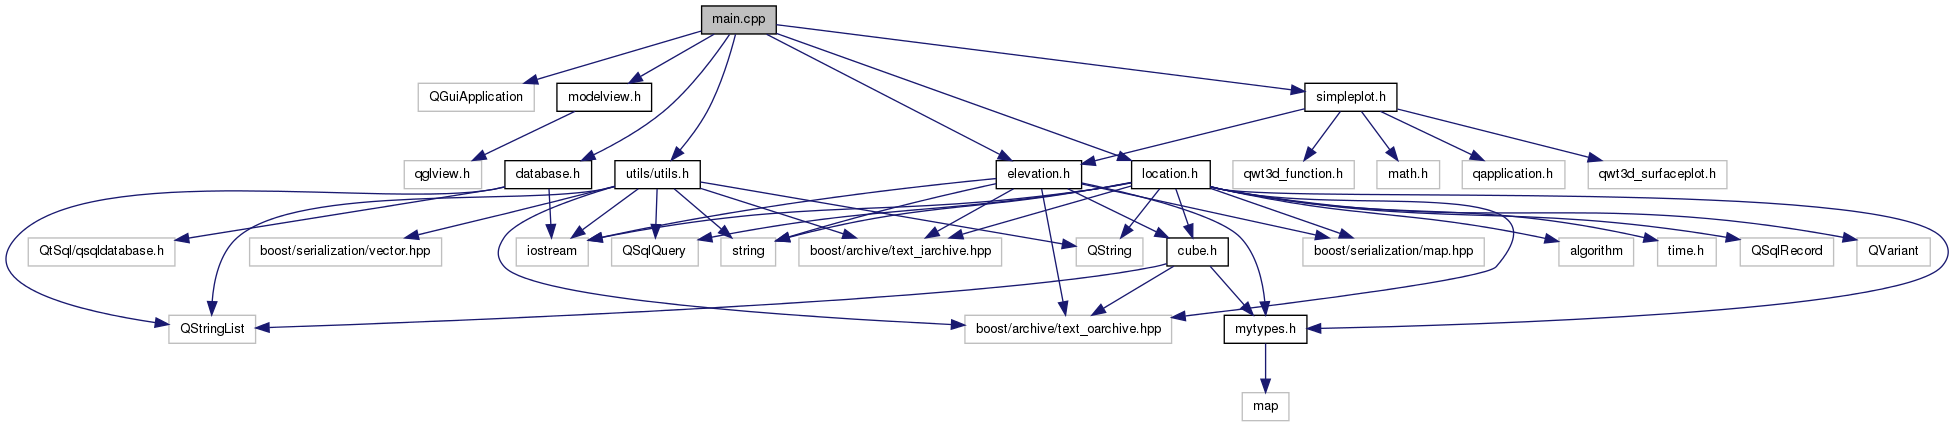 main.cpp
QGuiApplication
modelview.h
simpleplot.h
qglview.h
database.h
utils/utils.h
elevation.h
location.h
qwt3d_function.h
math.h
qapplication.h
qwt3d_surfaceplot.h
QtSql/qsqldatabase.h
boost/serialization/vector.hpp
iostream
QSqlQuery
string
boost/archive/text_iarchive.hpp
QString
cube.h
boost/serialization/map.hpp
algorithm
time.h
QSqlRecord
QVariant
QStringList
boost/archive/text_oarchive.hpp
mytypes.h
map